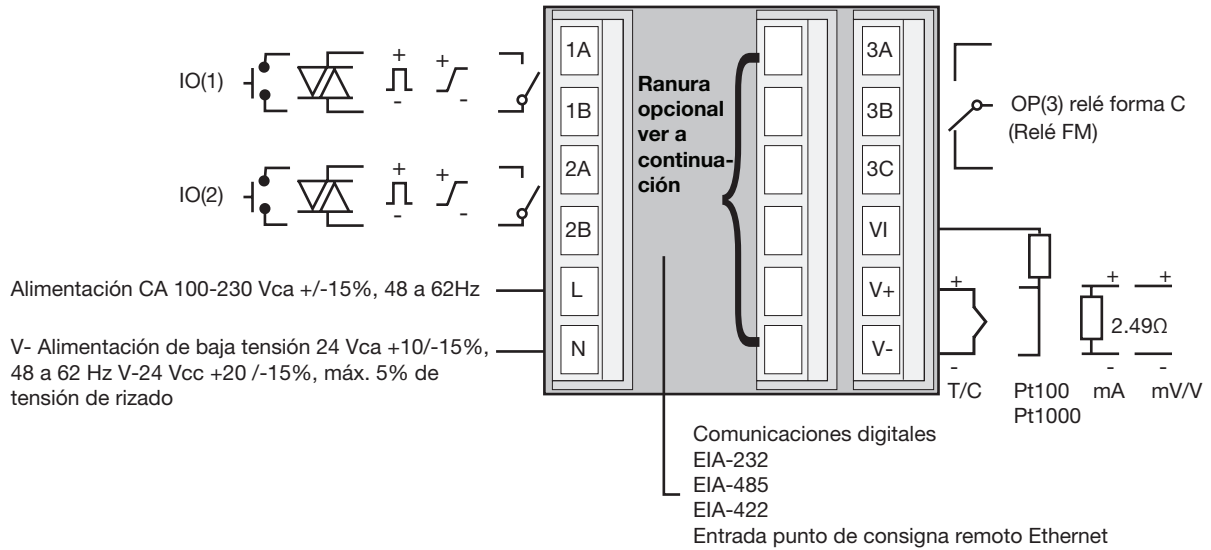 IO(1)
+
-
+
-
IO(2)
+
-
+
-
Alimentación CA 100-230 Vca +/-15%, 48 a 62Hz
V- Alimentación de baja tensión 24 Vca +10/-15%,
48 a 62 Hz V-24 Vcc +20 /-15%, máx. 5% de
tensión de rizado
1A
1B
2A
2B
L
N
Ranura
opcional
ver a
continua-
ción
3A
3B
3C
VI
V+
V-
OP(3) relé forma C
(Relé FM)
+
-
T/C
Pt100
Pt1000
+
2.49Ω
-
mA
+
-
mV/V
Comunicaciones digitales
EIA-232
EIA-485
EIA-422
Entrada punto de consigna remoto Ethernet